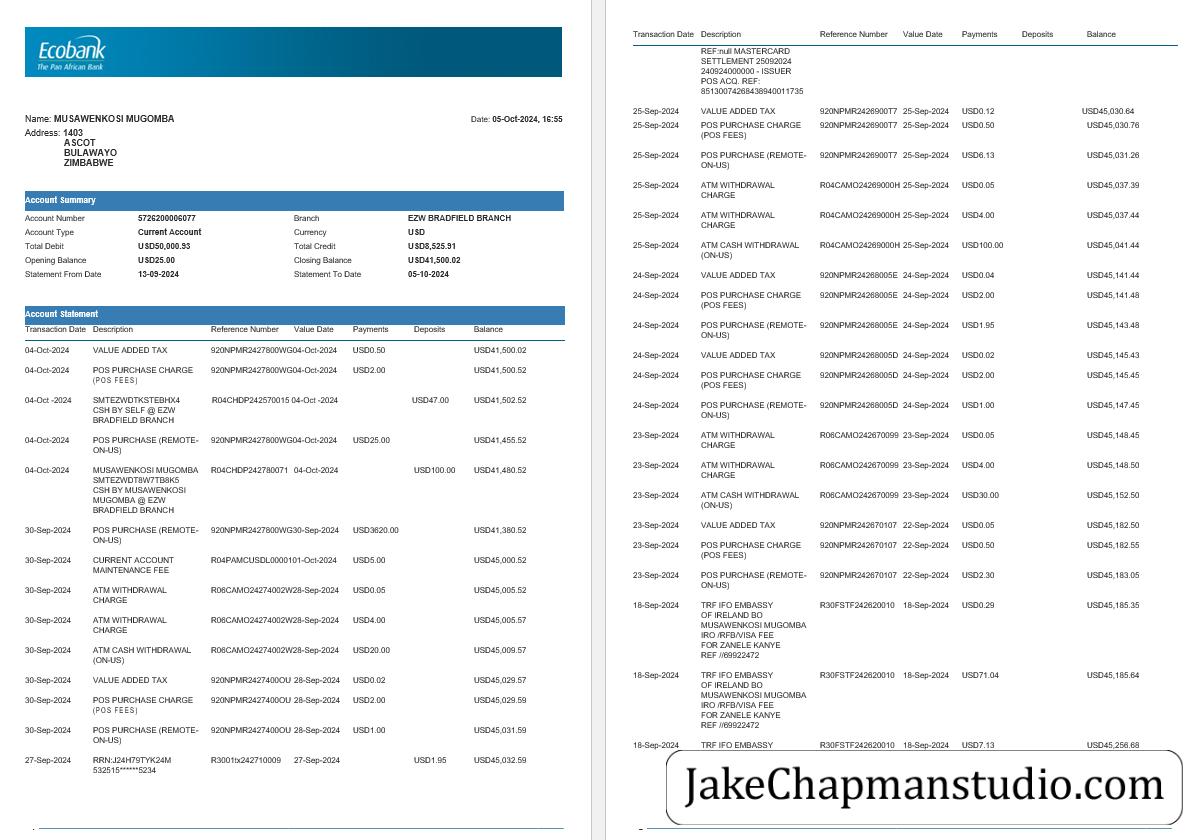 Ecobank
The Pan African Bank
Name: MUSAWENKOSI MUGOMBA
Date: 05-Oct-2024, 16:55
Address: 1403
ASCOT
BULAWAYO
ZIMBABWE
Account Summary
Account Number 5726200006077 Branch EZW BRADFIELD BRANCH
Account Type Current Account Currency USD
Total Debit USD50,000.93 Total Credit USD8,525.91
Opening Balance USD25.00 Closing Balance USD41,500.02
Statement From Date 13-09-2024 Statement To Date 05-10-2024
Account Statement
Transaction Date Description Reference Number Value Date Payments Deposits Balance
04-Oct-2024 VALUE ADDED TAX 920NPMR2427800WG04-Oct-2024 USD0.50 USD41,500.02
04-Oct-2024 POS PURCHASE CHARGE 920NPMR2427800WG04-Oct-2024 USD2.00 USD41,500.52
(POS FEES)
04-Oct -2024 SMTEZWDTKSTEBHX4 R04CHDP242570015 04-Oct -2024 USD47.00 USD41,502.52
CSH BY SELF @ EZW
BRADFIELD BRANCH
04-Oct-2024 POS PURCHASE (REMOTE- 920NPMR2427800WG04-Oct-2024 USD25.00 USD41,455.52
ON-US)
04-Oct-2024 MUSAWENKOSI MUGOMBA R04CHDP242780071 04-Oct-2024 USD100.00 USD41,480.52
SMTEZWDT8W7TB8K5
CSH BY MUSAWENKOSI
MUGOMBA @ EZW
BRADFIELD BRANCH
30-Sep-2024 POS PURCHASE (REMOTE- 920NPMR2427800WG30-Sep-2024 USD3620.00 USD41,380.52
ON-US)
30-Sep-2024 CURRENT ACCOUNT R04PAMCUSDL0000101-Oct-2024 USD5.00 USD45,000.52
MAINTENANCE FEE
30-Sep-2024 ATM WITHDRAWAL R06CAMO24274002W28-Sep-2024 USD0.05 USD45,005.52
CHARGE
30-Sep-2024 ATM WITHDRAWAL R06CAMO24274002W28-Sep-2024 USD4.00 USD45,005.57
CHARGE
30-Sep-2024 ATM CASH WITHDRAWAL R06CAMO24274002W28-Sep-2024 USD20.00 USD45,009.57
(ON-US)
30-Sep-2024 VALUE ADDED TAX 920NPMR2427400OU 28-Sep-2024 USD0.02 USD45,029.57
30-Sep-2024 POS PURCHASE CHARGE 920NPMR2427400OU 28-Sep-2024 USD2.00 USD45,029.59
(POS FEES)
30-Sep-2024 POS PURCHASE (REMOTE- 920NPMR2427400OU 28-Sep-2024 USD1.00 USD45,031.59
ON-US)
27-Sep-2024 RRN:J24H79TYK24M R3001tx242710009 27-Sep-2024 USD1.95 USD45,032.59
532515******5234
Transaction Date Description Reference Number Value Date Payments Deposits Balance
REF:null MASTERCARD
SETTLEMENT 25092024
240924000000 - ISSUER
POS ACQ. REF:
85130074268438940011735
25-Sep-2024 VALUE ADDED TAX 920NPMR2426900T7 25-Sep-2024 USD0.12 USD45,030.64
25-Sep-2024 POS PURCHASE CHARGE 920NPMR2426900T7 25-Sep-2024 USD0.50 USD45,030.76
(POS FEES)
25-Sep-2024 POS PURCHASE (REMOTE- 920NPMR2426900T7 25-Sep-2024 USD6.13 USD45,031.26
ON-US)
25-Sep-2024 ATM WITHDRAWAL R04CAMO24269000H 25-Sep-2024 USD0.05 USD45,037.39
CHARGE
25-Sep-2024 ATM WITHDRAWAL R04CAMO24269000H 25-Sep-2024 USD4.00 USD45,037.44
CHARGE
25-Sep-2024 ATM CASH WITHDRAWAL R04CAMO24269000H 25-Sep-2024 USD100.00 USD45,041.44
(ON-US)
24-Sep-2024 VALUE ADDED TAX 920NPMR24268005E 24-Sep-2024 USD0.04 USD45,141.44
24-Sep-2024 POS PURCHASE CHARGE 920NPMR24268005E 24-Sep-2024 USD2.00 USD45,141.48
(POS FEES)
24-Sep-2024 POS PURCHASE (REMOTE- 920NPMR24268005E 24-Sep-2024 USD1.95 USD45,143.48
ON-US)
24-Sep-2024 VALUE ADDED TAX 920NPMR24268005D 24-Sep-2024 USD0.02 USD45,145.43
24-Sep-2024 POS PURCHASE CHARGE 920NPMR24268005D 24-Sep-2024 USD2.00 USD45,145.45
(POS FEES)
24-Sep-2024 POS PURCHASE (REMOTE- 920NPMR24268005D 24-Sep-2024 USD1.00 USD45,147.45
ON-US)
23-Sep-2024 ATM WITHDRAWAL R06CAMO242670099 23-Sep-2024 USD0.05 USD45,148.45
CHARGE
23-Sep-2024 ATM WITHDRAWAL R06CAMO242670099 23-Sep-2024 USD4.00 USD45,148.50
CHARGE
23-Sep-2024 ATM CASH WITHDRAWAL R06CAMO242670099 23-Sep-2024 USD30.00 USD45,152.50
(ON-US)
23-Sep-2024 VALUE ADDED TAX 920NPMR242670107 22-Sep-2024 USD0.05 USD45,182.50
23-Sep-2024 POS PURCHASE CHARGE 920NPMR242670107 22-Sep-2024 USD0.50 USD45,182.55
(POS FEES)
23-Sep-2024 POS PURCHASE (REMOTE- 920NPMR242670107 22-Sep-2024 USD2.30 USD45,183.05
ON-US)
18-Sep-2024 TRF IFO EMBASSY R30FSTF242620010 18-Sep-2024 USD0.29 USD45,185.35
OF IRELAND BO
MUSAWENKOSI MUGOMBA
IRO /RFB/VISA FEE
FOR ZANELE KANYE
REF //69922472
18-Sep-2024 TRF IFO EMBASSY R30FSTF242620010 18-Sep-2024 USD71.04 USD45,185.64
OF IRELAND BO
MUSAWENKOSI MUGOMBA
IRO /RFB/VISA FEE
FOR ZANELE KANYE
REF //69922472
18-Sep-2024 TRF IFO EMBASSY R30FSTF242620010 18-Sep-2024 USD7.13 USD45,256.68
JakeChapmanstudio.com